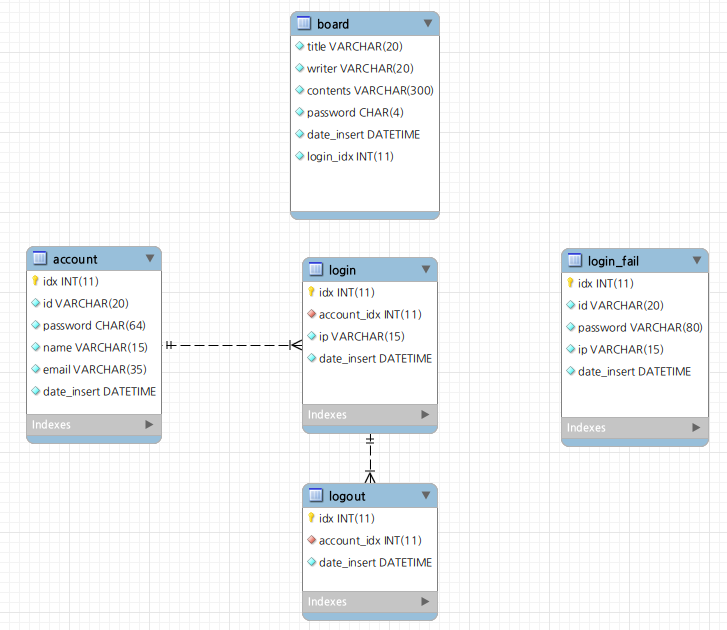 board
title VARCHAR(20)
writer VARCHAR(20)
contents VARCHAR(300)
password CHAR(4)
date_insert DATETIME
login_idx INT(11)
account
idx INT(11)
id VARCHAR(20)
password CHAR(64)
name VARCHAR(15)
email VARCHAR(35)
date_insert DATETIME
Indexes
login
idx INT(11)
account_idx INT(11)
ip VARCHAR(15)
date_insert DATETIME
Indexes
login_fail
idx INT(11)
id VARCHAR(20)
password VARCHAR(80)
ip VARCHAR(15)
date_insert DATETIME
Indexes
logout
idx INT(11)
account_idx INT(11)
date_insert DATETIME
Indexes